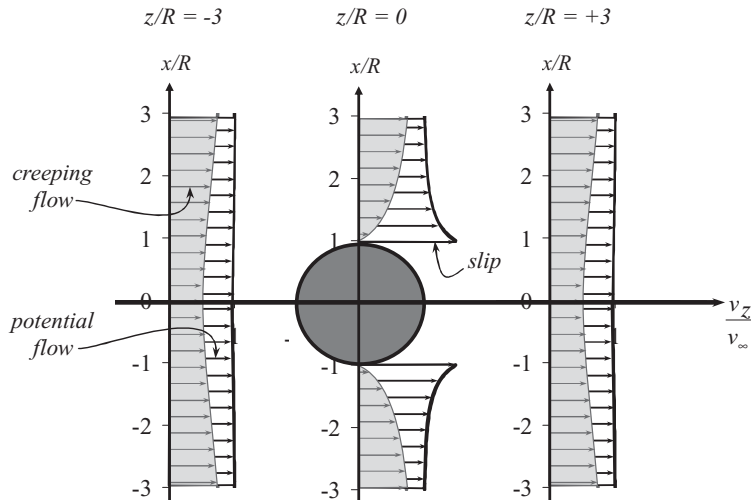 z/R = -3
z/R = 0
z/R = +3
x/R
x/R
x/R
3
2
1
0
-1
-2
-3
creeping
flow
potential
flow
3
2
1
-1
-2
-3
slip
3
2
1
0
-1
-2
-3
v_z
v_∞